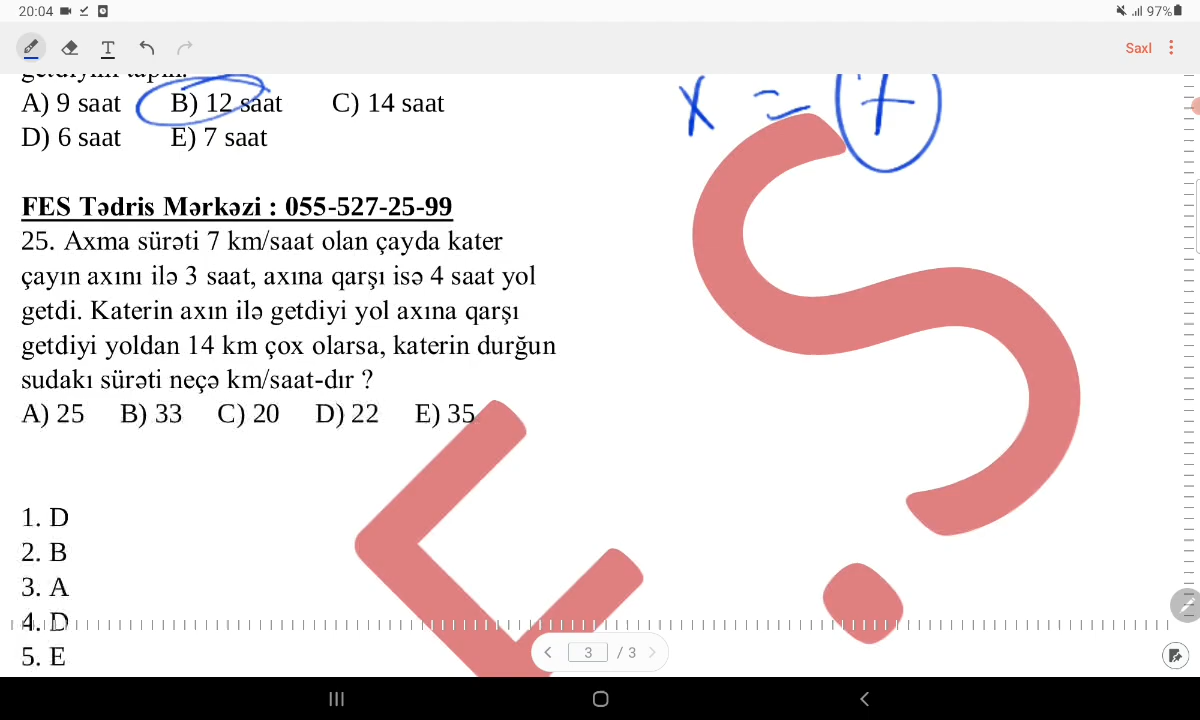 20:04
97%
T
Saxl
getdiyini tapın.
A) 9 saat B) 12 saat C) 14 saat
D) 6 saat E) 7 saat
x = 7
FES Tədris Mərkəzi : 055-527-25-99
25. Axma sürəti 7 km/saat olan çayda kater
çayın axını ilə 3 saat, axına qarşı isə 4 saat yol
getdi. Katerin axın ilə getdiyi yol axına qarşı
getdiyi yoldan 14 km çox olarsa, katerin durğun
sudakı sürəti neçə km/saat-dır ?
A) 25 B) 33 C) 20 D) 22 E) 35
1. D
2. B
3. A
4. D
5. E
3 / 3